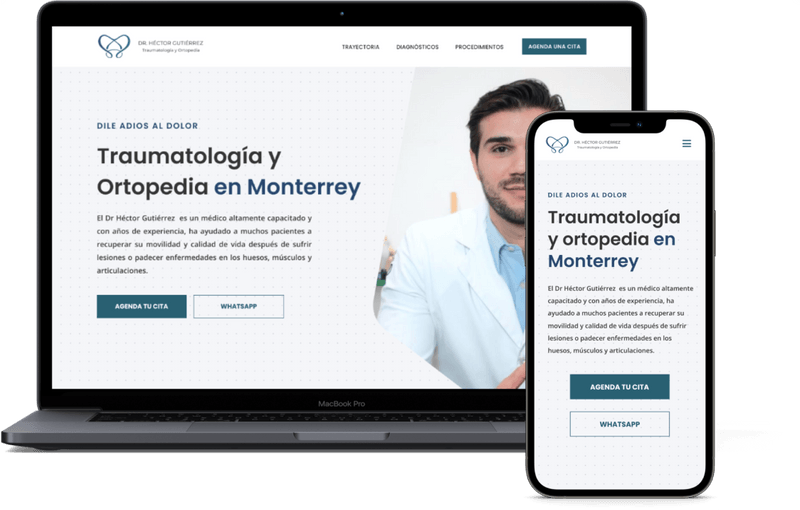 DR. HÉCTOR GUTIÉRREZ
Traumatología y Ortopedia
TRAYECTORIA DIAGNÓSTICOS PROCEDIMIENTOS AGENDA UNA CITA
DILE ADIOS AL DOLOR
Traumatología y
Ortopedia en Monterrey
El Dr Héctor Gutiérrez es un médico altamente capacitado y
con años de experiencia, ha ayudado a muchos pacientes a
recuperar su movilidad y calidad de vida después de sufrir
lesiones o padecer enfermedades en los huesos, músculos y
articulaciones.
AGENDA TU CITA WHATSAPP
MacBook Pro
DR. HÉCTOR GUTIÉRREZ
Traumatología y Ortopedia
DILE ADIOS AL DOLOR
Traumatología
y ortopedia en
Monterrey
El Dr Héctor Gutiérrez es un médico altamente
capacitado y con años de experiencia, ha
ayudado a muchos pacientes a recuperar su
movilidad y calidad de vida después de sufrir
lesiones o padecer enfermedades en los
huesos, músculos y articulaciones.
AGENDA TU CITA
WHATSAPP